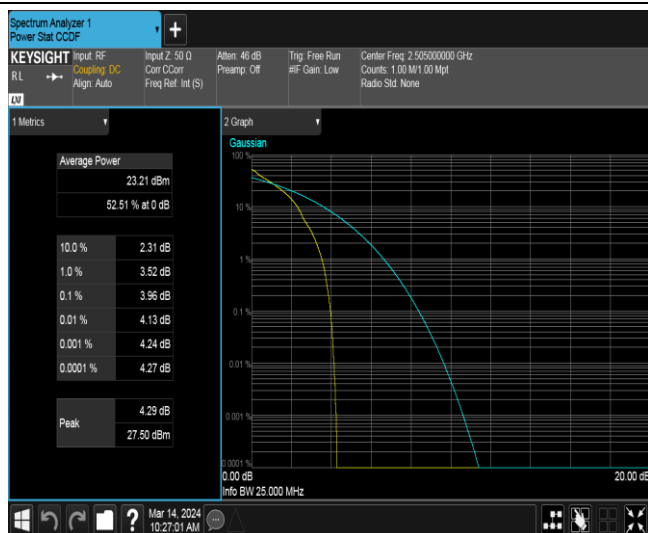 Spectrum Analyzer 1
Power Stat CCDF
+
KEYSIGHT
RL
LXI
Input: RF
Coupling: DC
Align: Auto
Input Z: 50 Ω
Corr CCorr
Freq Ref: Int (S)
Atten: 46 dB
Preamp: Off
Trig: Free Run
#IF Gain: Low
Center Freq: 2.505000000 GHz
Counts: 1.00 M/1.00 Mpt
Radio Std: None
1 Metrics
Average Power
23.21 dBm
52.51 % at 0 dB
10.0 % 2.31 dB
1.0 % 3.52 dB
0.1 % 3.96 dB
0.01 % 4.13 dB
0.001 % 4.24 dB
0.0001 % 4.27 dB
Peak
4.29 dB
27.50 dBm
2 Graph
Gaussian
100 %
10 %
1 %
0.1 %
0.01 %
0.001 %
0.0001 %
0.00 dB
20.00 dB
Info BW 25.000 MHz
?
Mar 14, 2024
10:27:01 AM